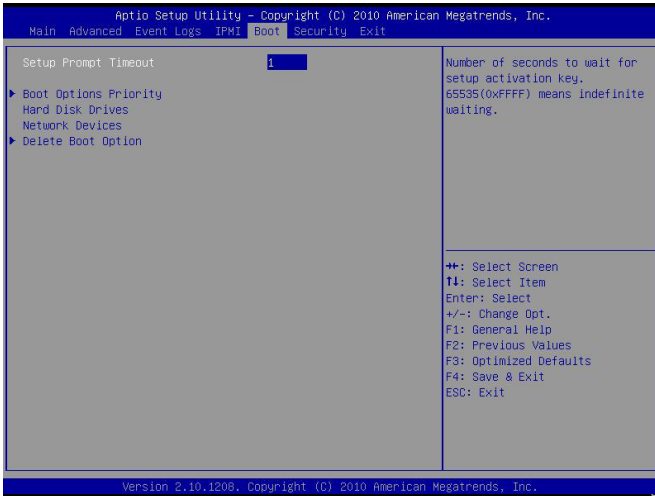 Aptio Setup Utility – Copyright (C) 2010 American Megatrends, Inc.
Main Advanced Event Logs IPMI Boot Security Exit
Setup Prompt Timeout 1
Boot Options Priority
Hard Disk Drives
Network Devices
Delete Boot Option
Number of seconds to wait for
setup activation key.
65535(0xFFFF) means indefinite
waiting.
→←: Select Screen
↑↓: Select Item
Enter: Select
+/-: Change Opt.
F1: General Help
F2: Previous Values
F3: Optimized Defaults
F4: Save & Exit
ESC: Exit
Version 2.10.1208. Copyright (C) 2010 American Megatrends, Inc.